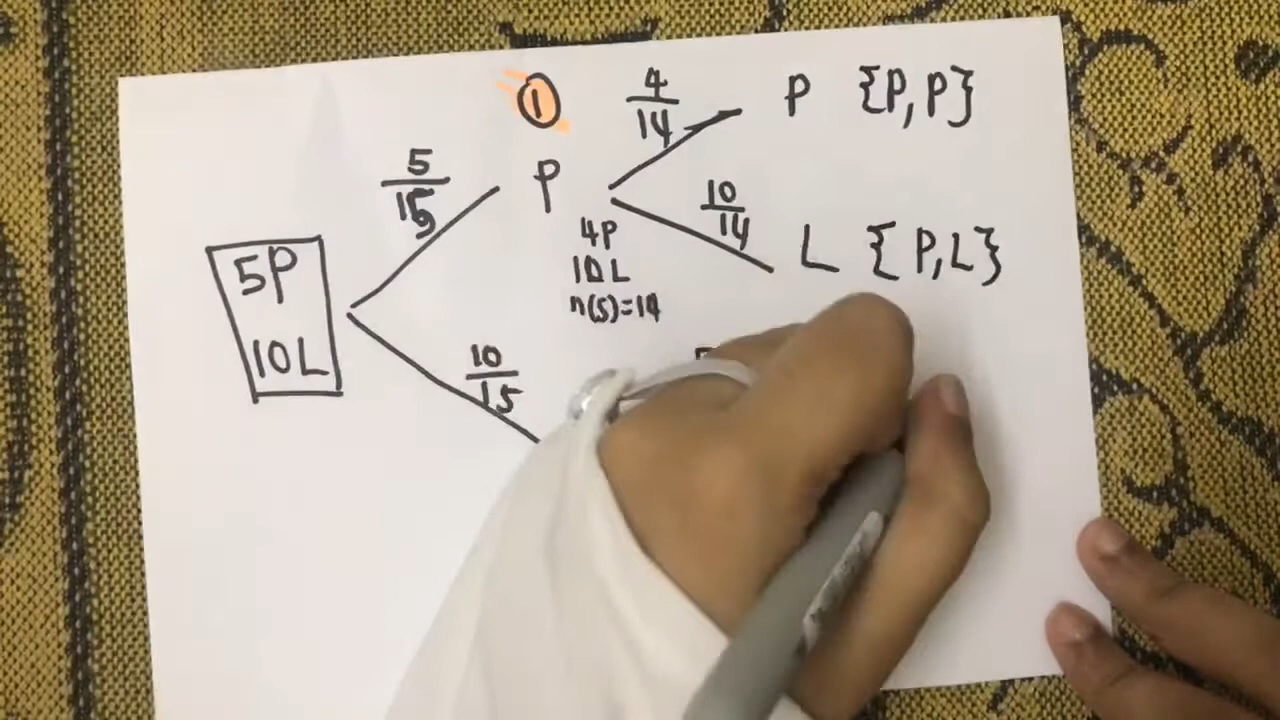 ①
5/15
P
4/14
P {P,P}
10/14
L {P,L}
4P
10L
n(S)=14
5P
10L
10/15